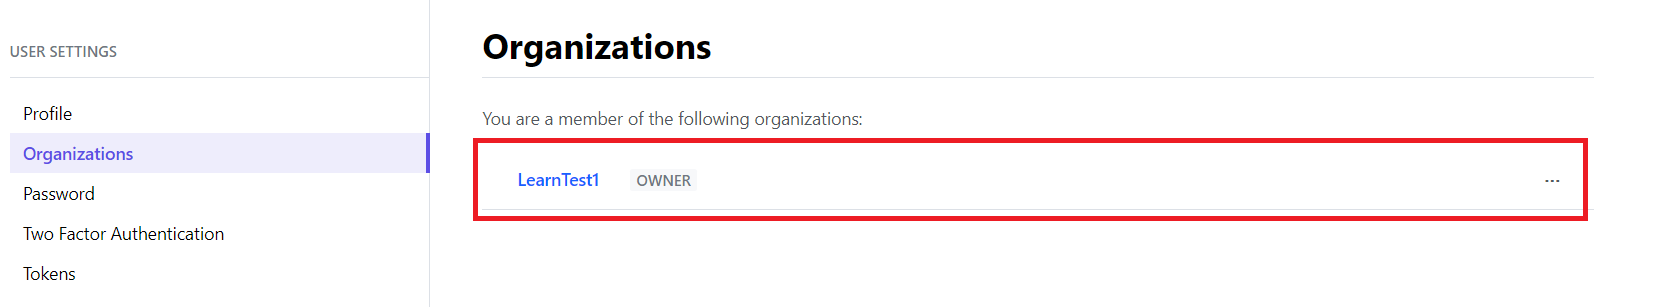 USER SETTINGS
Profile
Organizations
Password
Two Factor Authentication
Tokens
Organizations
You are a member of the following organizations:
LearnTest1 OWNER ...